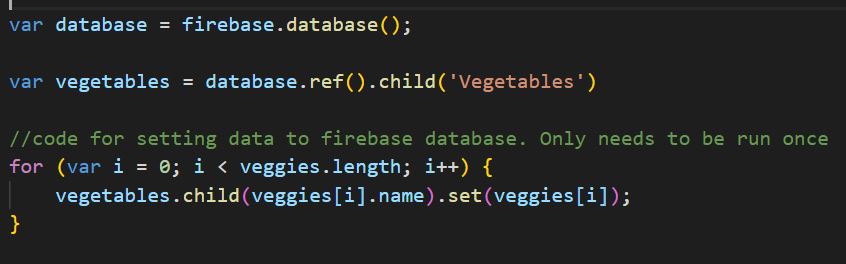 var database = firebase.database();
var vegetables = database.ref().child('Vegetables')
//code for setting data to firebase database. Only needs to be run once
for (var i = 0; i < veggies.length; i++) {
    vegetables.child(veggies[i].name).set(veggies[i]);
}